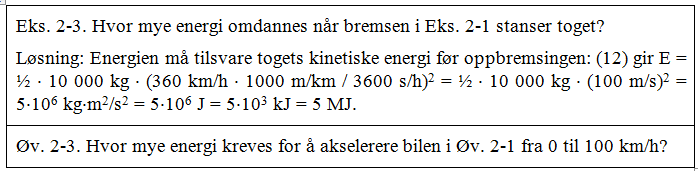 Eks. 2-3. Hvor mye energi omdannes når bremsen i Eks. 2-1 stanser toget?
Løsning: Energien må tilsvare togets kinetiske energi før oppbremsingen: (12) gir E =
½ · 10 000 kg · (360 km/h · 1000 m/km / 3600 s/h)² = ½ · 10 000 kg · (100 m/s)² =
5·10⁶ kg·m²/s² = 5·10⁶ J = 5·10³ kJ = 5 MJ.
Øv. 2-3. Hvor mye energi kreves for å akselerere bilen i Øv. 2-1 fra 0 til 100 km/h?